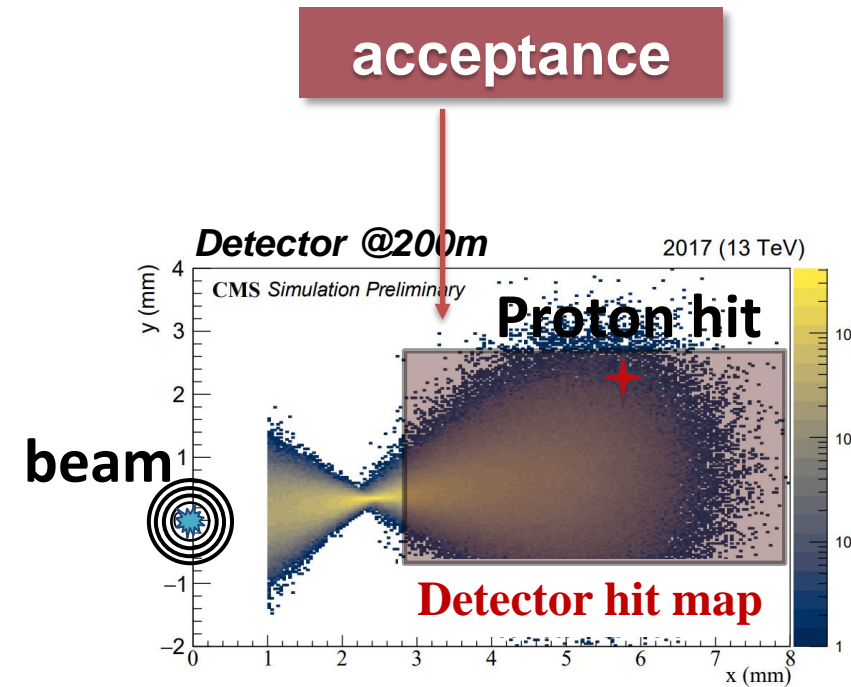 acceptance
Detector @200m
2017 (13 TeV)
CMS Simulation Preliminary
y (mm)
4
3
2
1
−1
−2
Proton hit
beam
Detector hit map
0
1
2
3
4
5
6
7
8
x (mm)
10
10
10
1